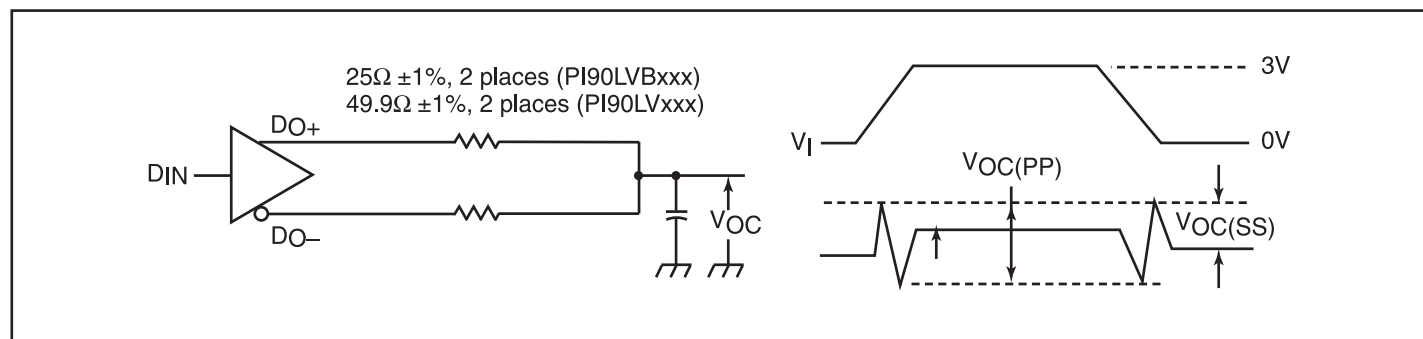 25Ω ±1%, 2 places (PI90LVBxxx)
49.9Ω ±1%, 2 places (PI90LVxxx)
DO+
DIN
DO–
VOC
VI
3V
0V
VOC(PP)
VOC(SS)